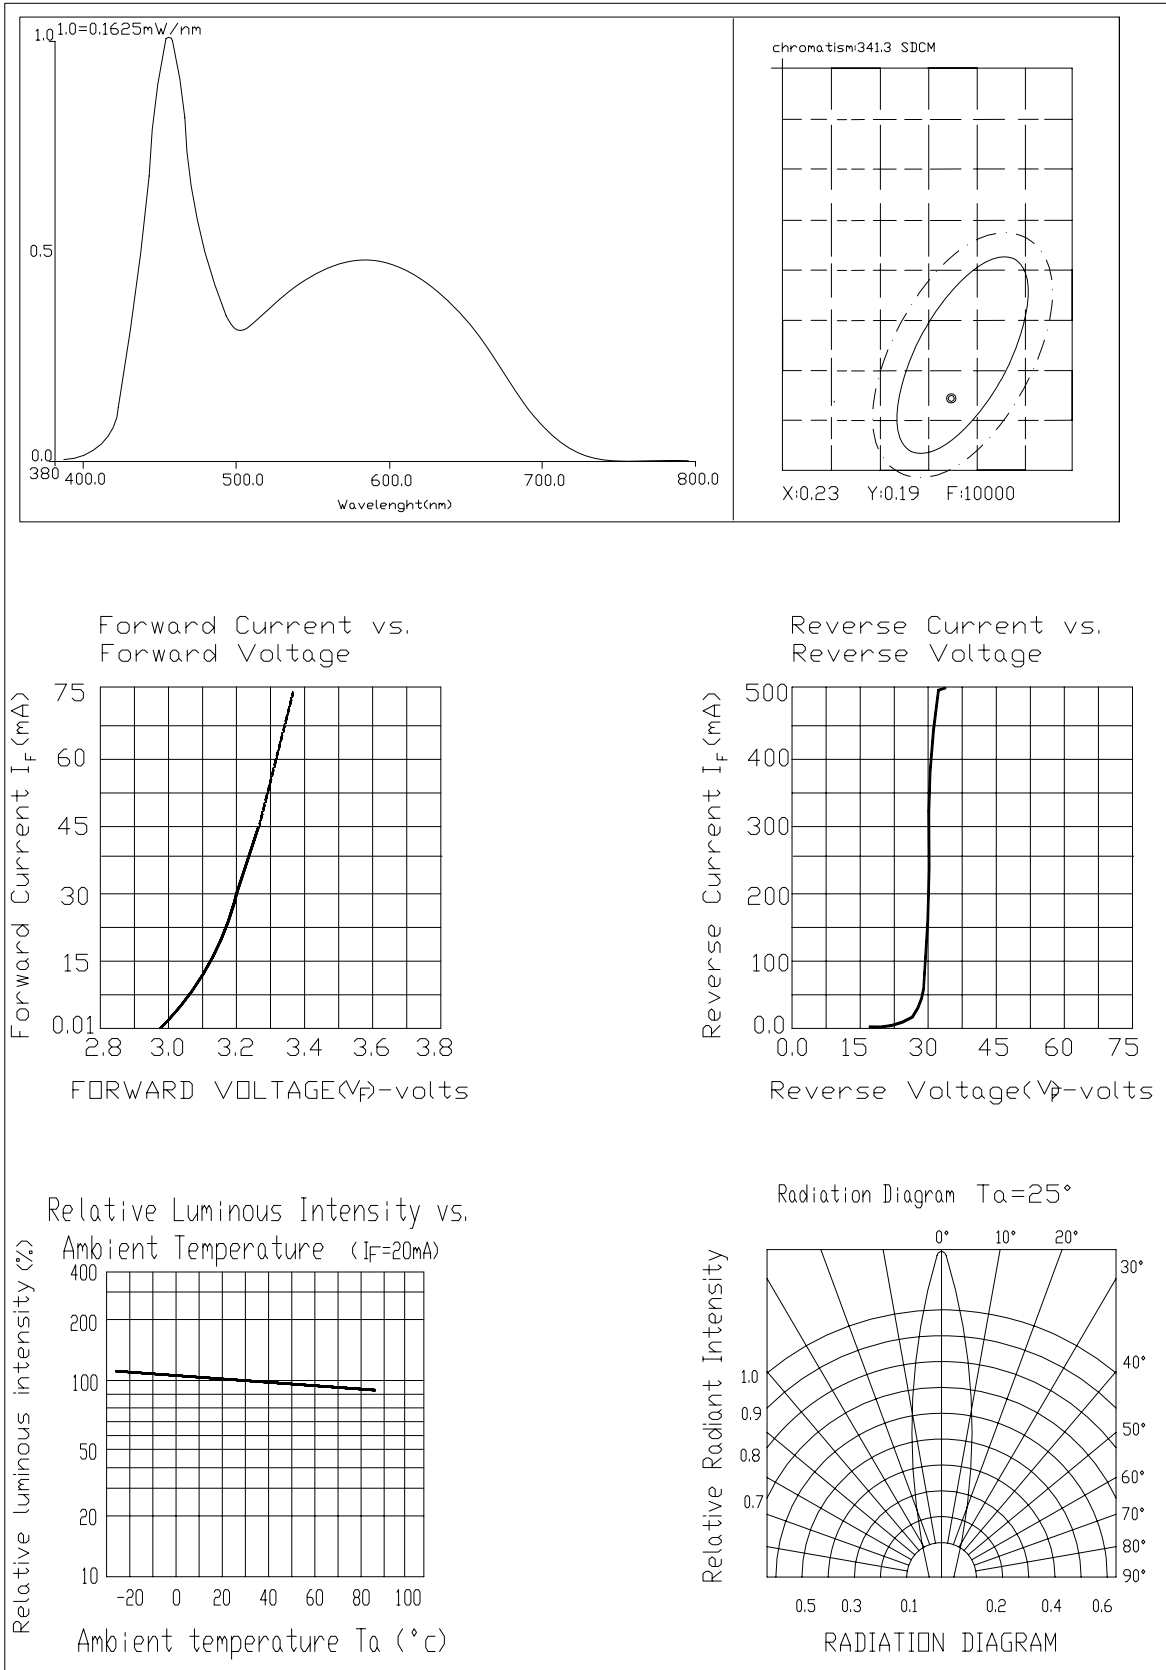 1.0=0.1625mW/nm
1.0
0.5
0.0
380
400.0 500.0 600.0 700.0 800.0
Wavelenght(nm)
chromatism:341.3 SDCM
X:0.23 Y:0.19 F:10000
Forward Current vs.
Forward Voltage
Forward Current IF(mA)
75
60
45
30
15
0.01
2.8 3.0 3.2 3.4 3.6 3.8
FORWARD VOLTAGE(VF)-volts
Reverse Current vs.
Reverse Voltage
Reverse Current IF(mA)
500
400
300
200
100
0.0
0.0 15 30 45 60 75
Reverse Voltage(V)-volts
Relative Luminous Intensity vs.
Ambient Temperature (IF=20mA)
Relative luminous intensity(%)
400
200
100
50
20
10
-20 0 20 40 60 80 100
Ambient temperature Ta (°C)
Radiation Diagram Ta=25°
Relative Radiant Intensity
0° 10° 20°
30°
40°
50°
60°
70°
80°
90°
1.0
0.9
0.8
0.7
0.5 0.3 0.1 0.2 0.4 0.6
RADIATION DIAGRAM